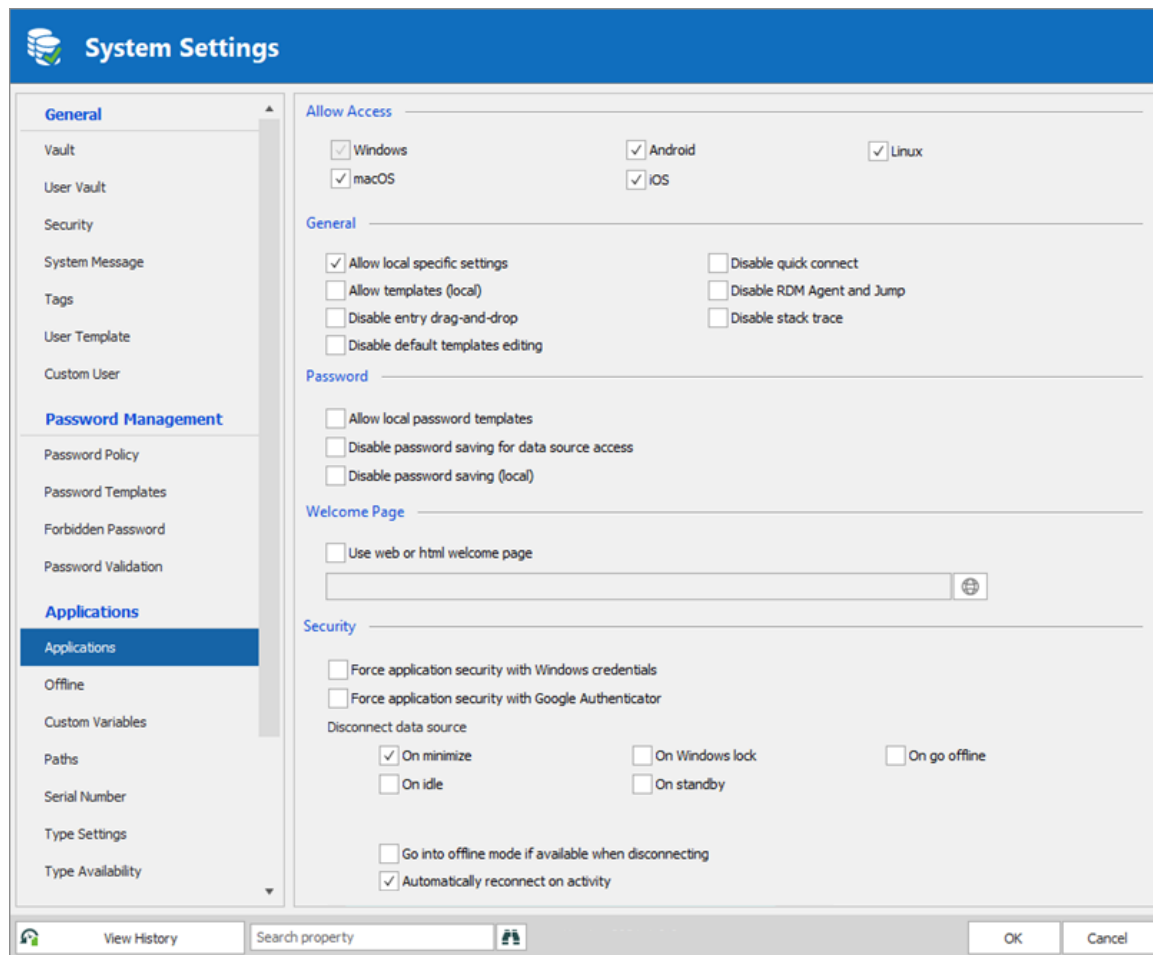 System Settings
General
Vault
User Vault
Security
System Message
Tags
User Template
Custom User
Password Management
Password Policy
Password Templates
Forbidden Password
Password Validation
Applications
Applications
Offline
Custom Variables
Paths
Serial Number
Type Settings
Type Availability
Allow Access
Windows Android Linux
macOS iOS
General
Allow local specific settings Disable quick connect
Allow templates (local) Disable RDM Agent and Jump
Disable entry drag-and-drop Disable stack trace
Disable default templates editing
Password
Allow local password templates
Disable password saving for data source access
Disable password saving (local)
Welcome Page
Use web or html welcome page
Security
Force application security with Windows credentials
Force application security with Google Authenticator
Disconnect data source
On minimize On Windows lock On go offline
On idle On standby
Go into offline mode if available when disconnecting
Automatically reconnect on activity
View History Search property OK Cancel